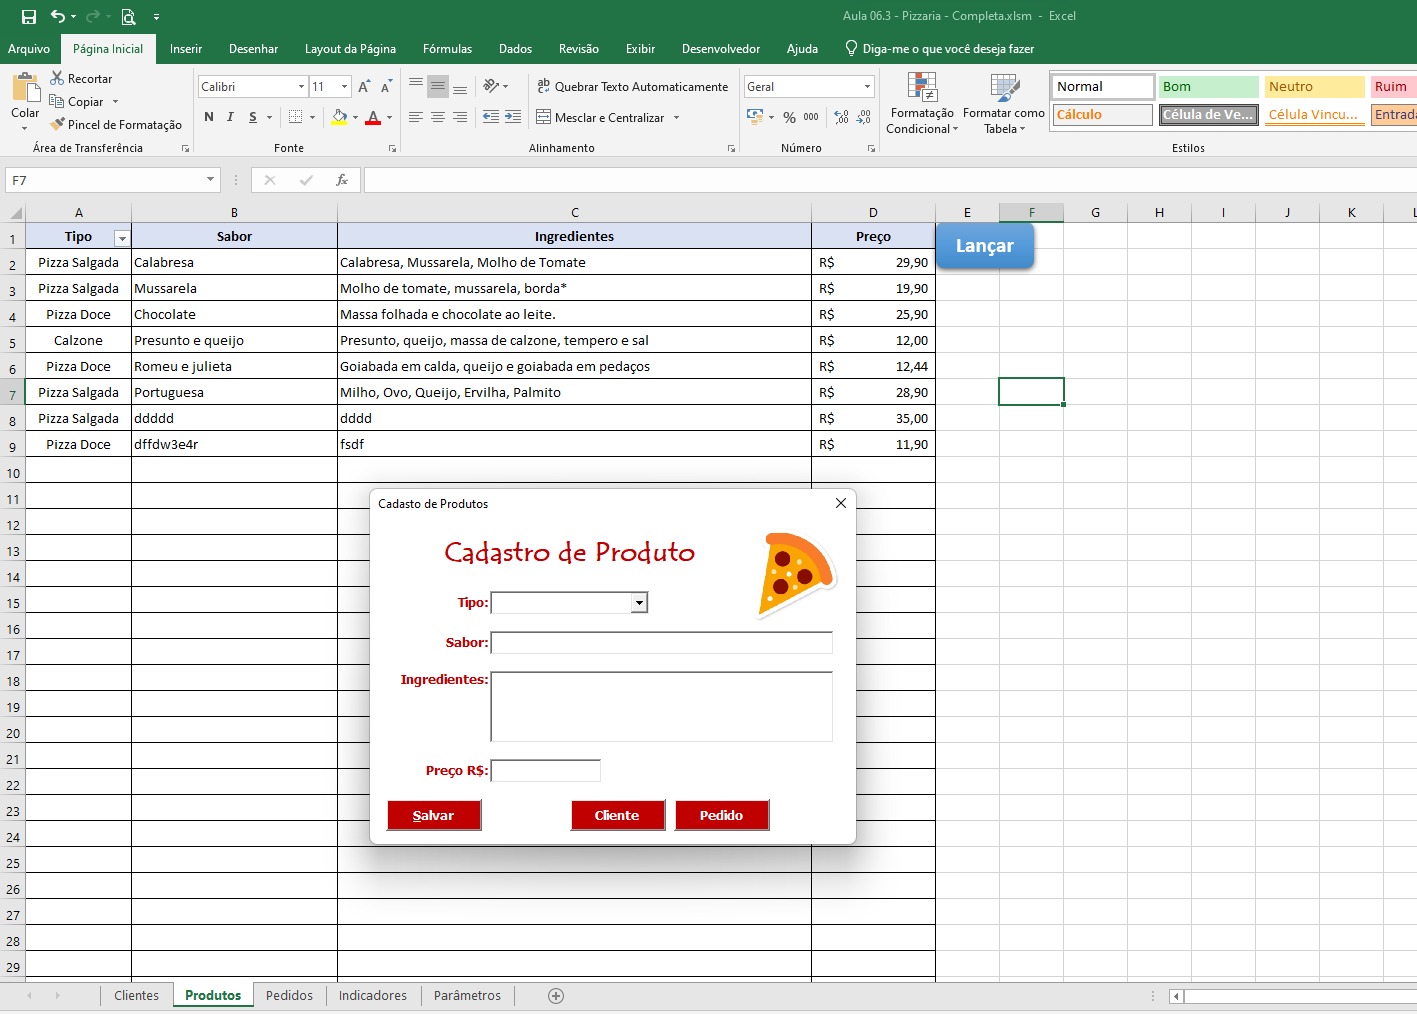 Aula 06.3 - Pizzaria - Completa.xlsm - Excel
Arquivo Página Inicial Inserir Desenhar Layout da Página Fórmulas Dados Revisão Exibir Desenvolvedor Ajuda Diga-me o que você deseja fazer
Colar
Recortar
Copiar
Pincel de Formatação
Área de Transferência
Calibri 11
N I S
Fonte
Quebrar Texto Automaticamente
Mesclar e Centralizar
Alinhamento
Geral
% 000
Número
Formatação Condicional
Formatar como Tabela
Normal Bom Neutro Ruim
Cálculo Célula de Ve... Célula Vincu... Entrada
Estilos
F7 fx
A B C D E F G H I J K L
1 Tipo Sabor Ingredientes Preço Lançar
2 Pizza Salgada Calabresa Calabresa, Mussarela, Molho de Tomate R$ 29,90
3 Pizza Salgada Mussarela Molho de tomate, mussarela, borda* R$ 19,90
4 Pizza Doce Chocolate Massa folhada e chocolate ao leite. R$ 25,90
5 Calzone Presunto e queijo Presunto, queijo, massa de calzone, tempero e sal R$ 12,00
6 Pizza Doce Romeu e julieta Goiabada em calda, queijo e goiabada em pedaços R$ 12,44
7 Pizza Salgada Portuguesa Milho, Ovo, Queijo, Ervilha, Palmito R$ 28,90
8 Pizza Salgada ddddd dddd R$ 35,00
9 Pizza Doce dffdw3e4r fsdf R$ 11,90
10
11
12
13
14
15
16
17
18
19
20
21
22
23
24
25
26
27
28
29
Cadasto de Produtos
Cadastro de Produto
Tipo:
Sabor:
Ingredientes:
Preço R$:
Salvar Cliente Pedido
Clientes Produtos Pedidos Indicadores Parâmetros